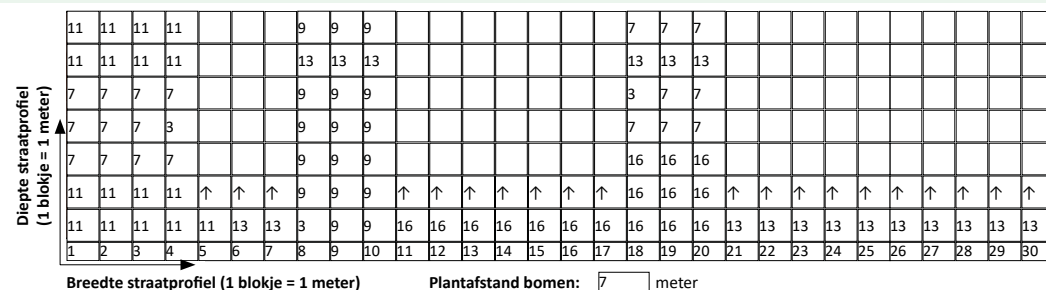 11 11 11 11 9 9 9 7 7 7
11 11 11 11 13 13 13 13 13 13
7 7 7 7 9 9 9 3 7 7
7 7 7 3 9 9 9 7 7 7
7 7 7 7 9 9 9 16 16 16
11 11 11 11 ↑ ↑ ↑ 9 9 9 ↑ ↑ ↑ ↑ ↑ ↑ ↑ 16 16 16 ↑ ↑ ↑ ↑ ↑ ↑ ↑ ↑ ↑ ↑
11 11 11 11 11 13 13 3 9 9 16 16 16 16 16 16 16 16 16 16 13 13 13 13 13 13 13 13 13 13
1 2 3 4 5 6 7 8 9 10 11 12 13 14 15 16 17 18 19 20 21 22 23 24 25 26 27 28 29 30
Diepte straatprofiel
(1 blokje = 1 meter)
Breedte straatprofiel (1 blokje = 1 meter) Plantafstand bomen: 7 meter